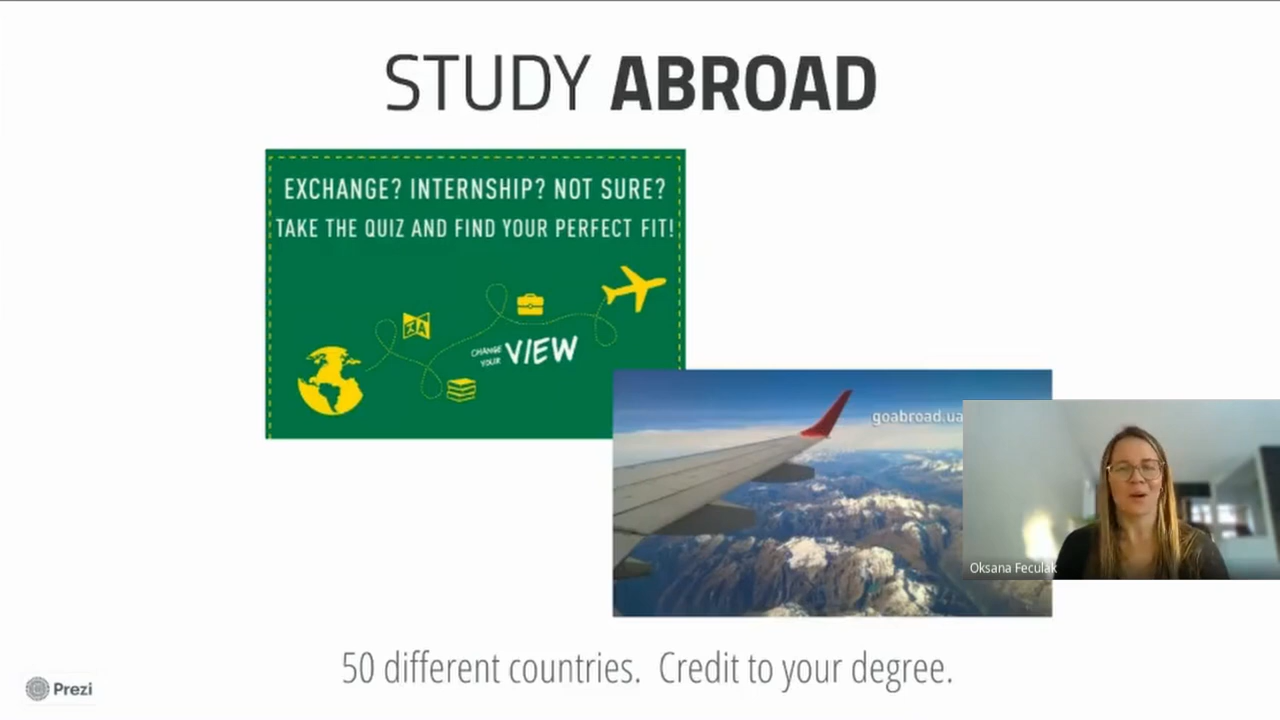 STUDY ABROAD
EXCHANGE? INTERNSHIP? NOT SURE?
TAKE THE QUIZ AND FIND YOUR PERFECT FIT!
CHANGE
YOUR VIEW
goabroad.ua
Oksana Feculak
50 different countries. Credit to your degree.
Prezi